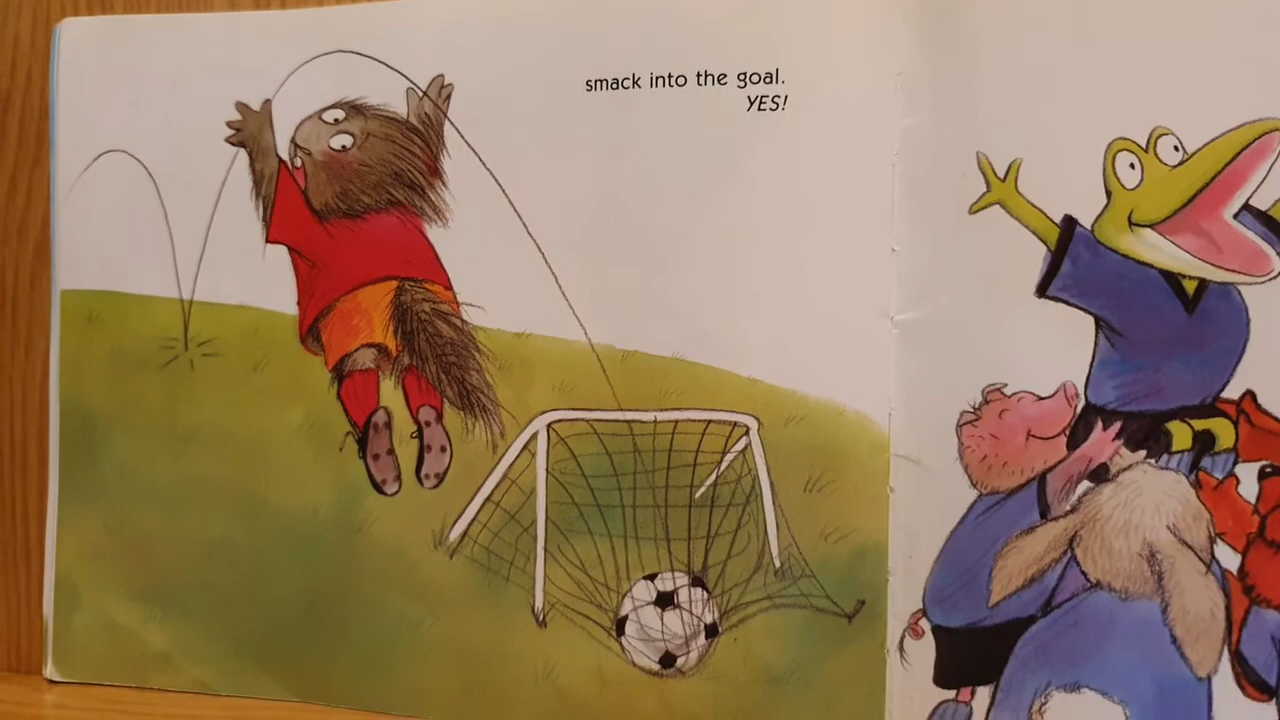 smack into the goal.
YES!